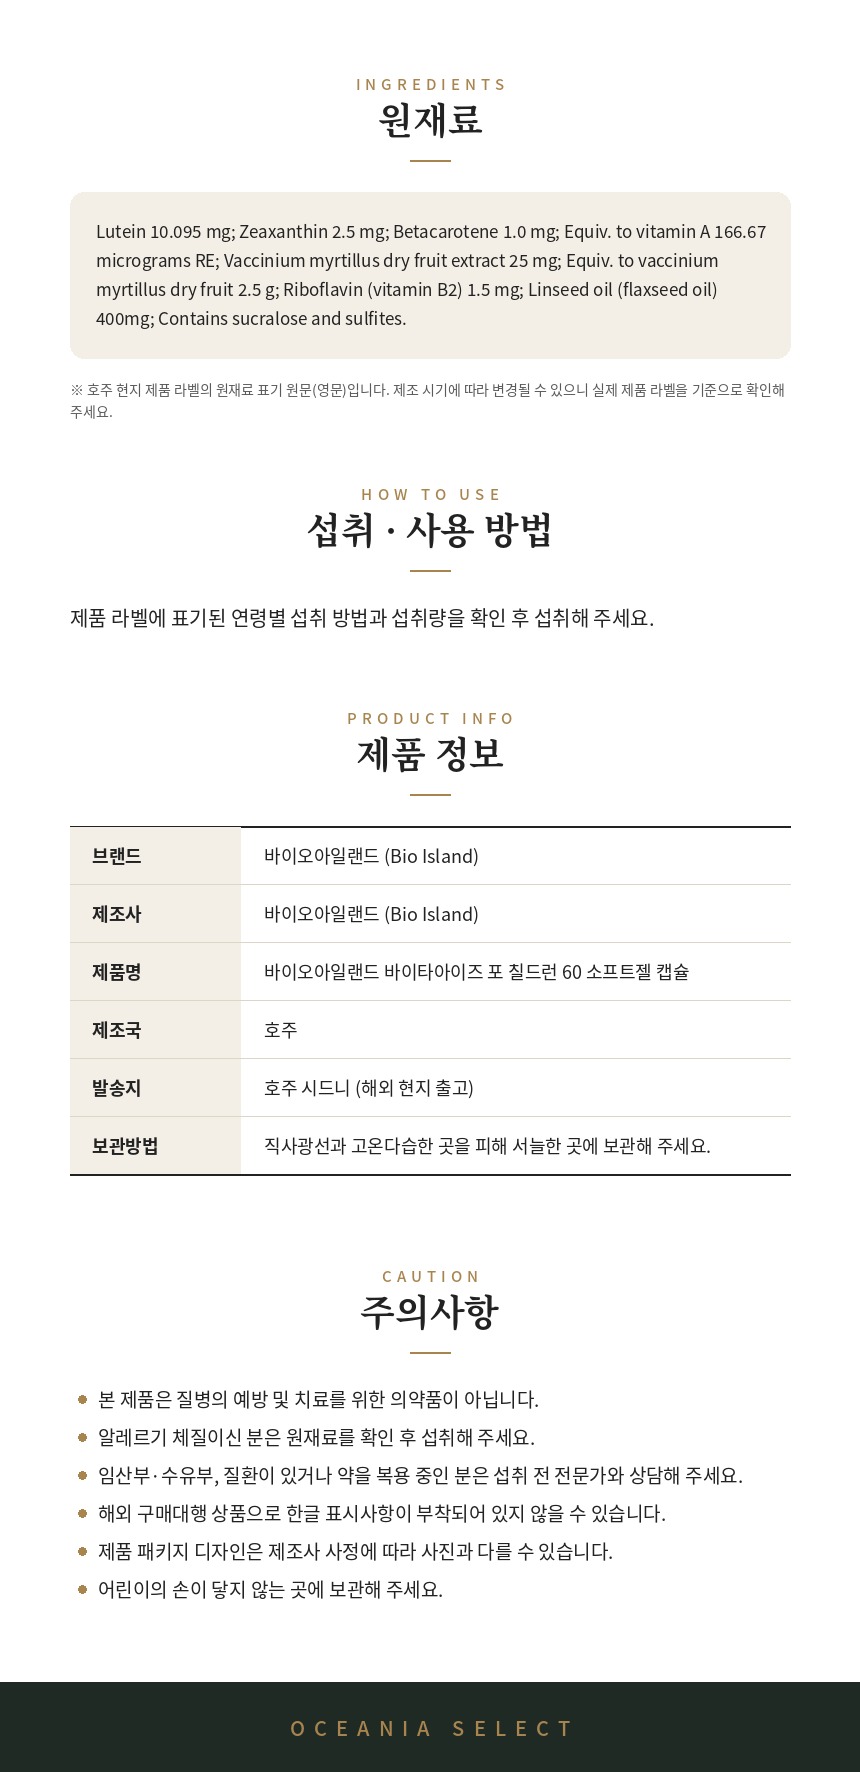 INGREDIENTS
원재료
Lutein 10.095 mg; Zeaxanthin 2.5 mg; Betacarotene 1.0 mg; Equiv. to vitamin A 166.67
micrograms RE; Vaccinium myrtillus dry fruit extract 25 mg; Equiv. to vaccinium
myrtillus dry fruit 2.5 g; Riboflavin (vitamin B2) 1.5 mg; Linseed oil (flaxseed oil)
400mg; Contains sucralose and sulfites.
※ 호주 현지 제품 라벨의 원재료 표기 원문(영문)입니다. 제조 시기에 따라 변경될 수 있으니 실제 제품 라벨을 기준으로 확인해
주세요.
HOW TO USE
섭취 · 사용 방법
제품 라벨에 표기된 연령별 섭취 방법과 섭취량을 확인 후 섭취해 주세요.
PRODUCT INFO
제품 정보
브랜드 바이오아일랜드 (Bio Island)
제조사 바이오아일랜드 (Bio Island)
제품명 바이오아일랜드 바이타아이즈 포 칠드런 60 소프트젤 캡슐
제조국 호주
발송지 호주 시드니 (해외 현지 출고)
보관방법 직사광선과 고온다습한 곳을 피해 서늘한 곳에 보관해 주세요.
CAUTION
주의사항
본 제품은 질병의 예방 및 치료를 위한 의약품이 아닙니다.
알레르기 체질이신 분은 원재료를 확인 후 섭취해 주세요.
임산부·수유부, 질환이 있거나 약을 복용 중인 분은 섭취 전 전문가와 상담해 주세요.
해외 구매대행 상품으로 한글 표시사항이 부착되어 있지 않을 수 있습니다.
제품 패키지 디자인은 제조사 사정에 따라 사진과 다를 수 있습니다.
어린이의 손이 닿지 않는 곳에 보관해 주세요.
OCEANIA SELECT